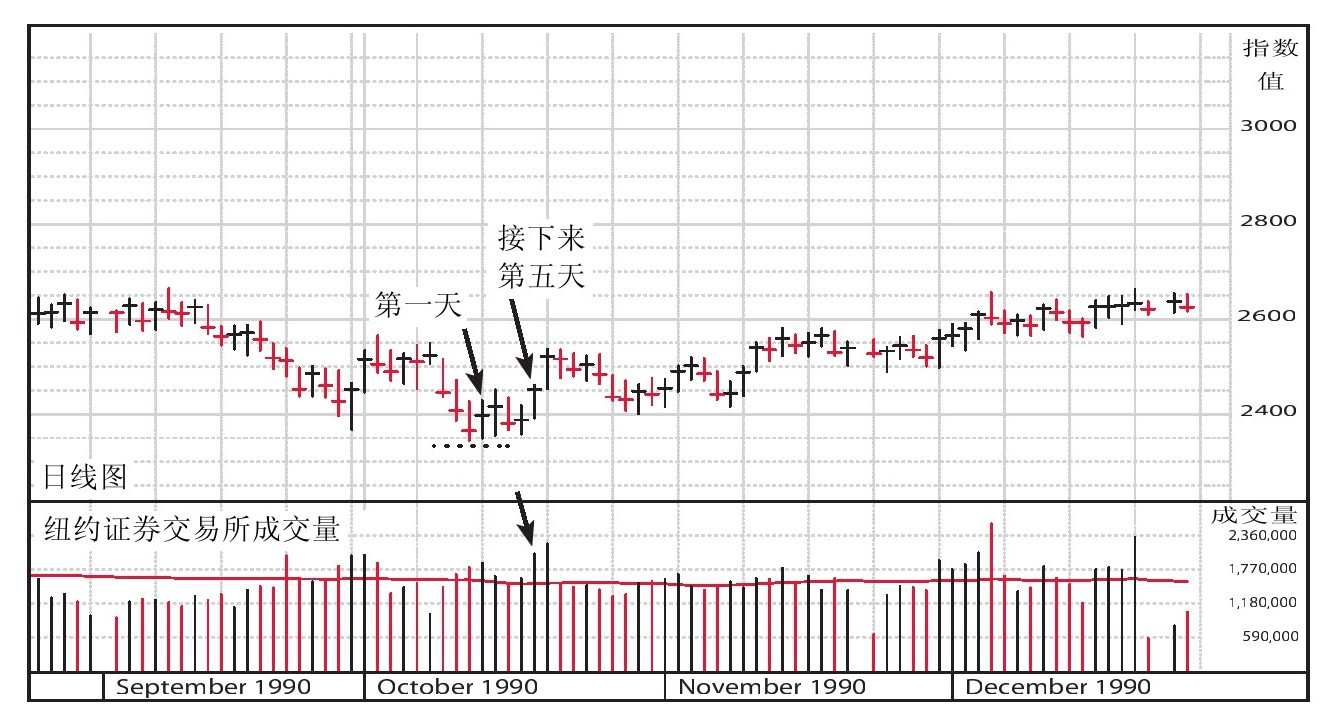 指数
值
3000
2800
接下来
第五天
第一天
2600
2400
日线图
纽约证券交易所成交量
成交量
2,360,000
1,770,000
1,180,000
590,000
September 1990
October 1990
November 1990
December 1990